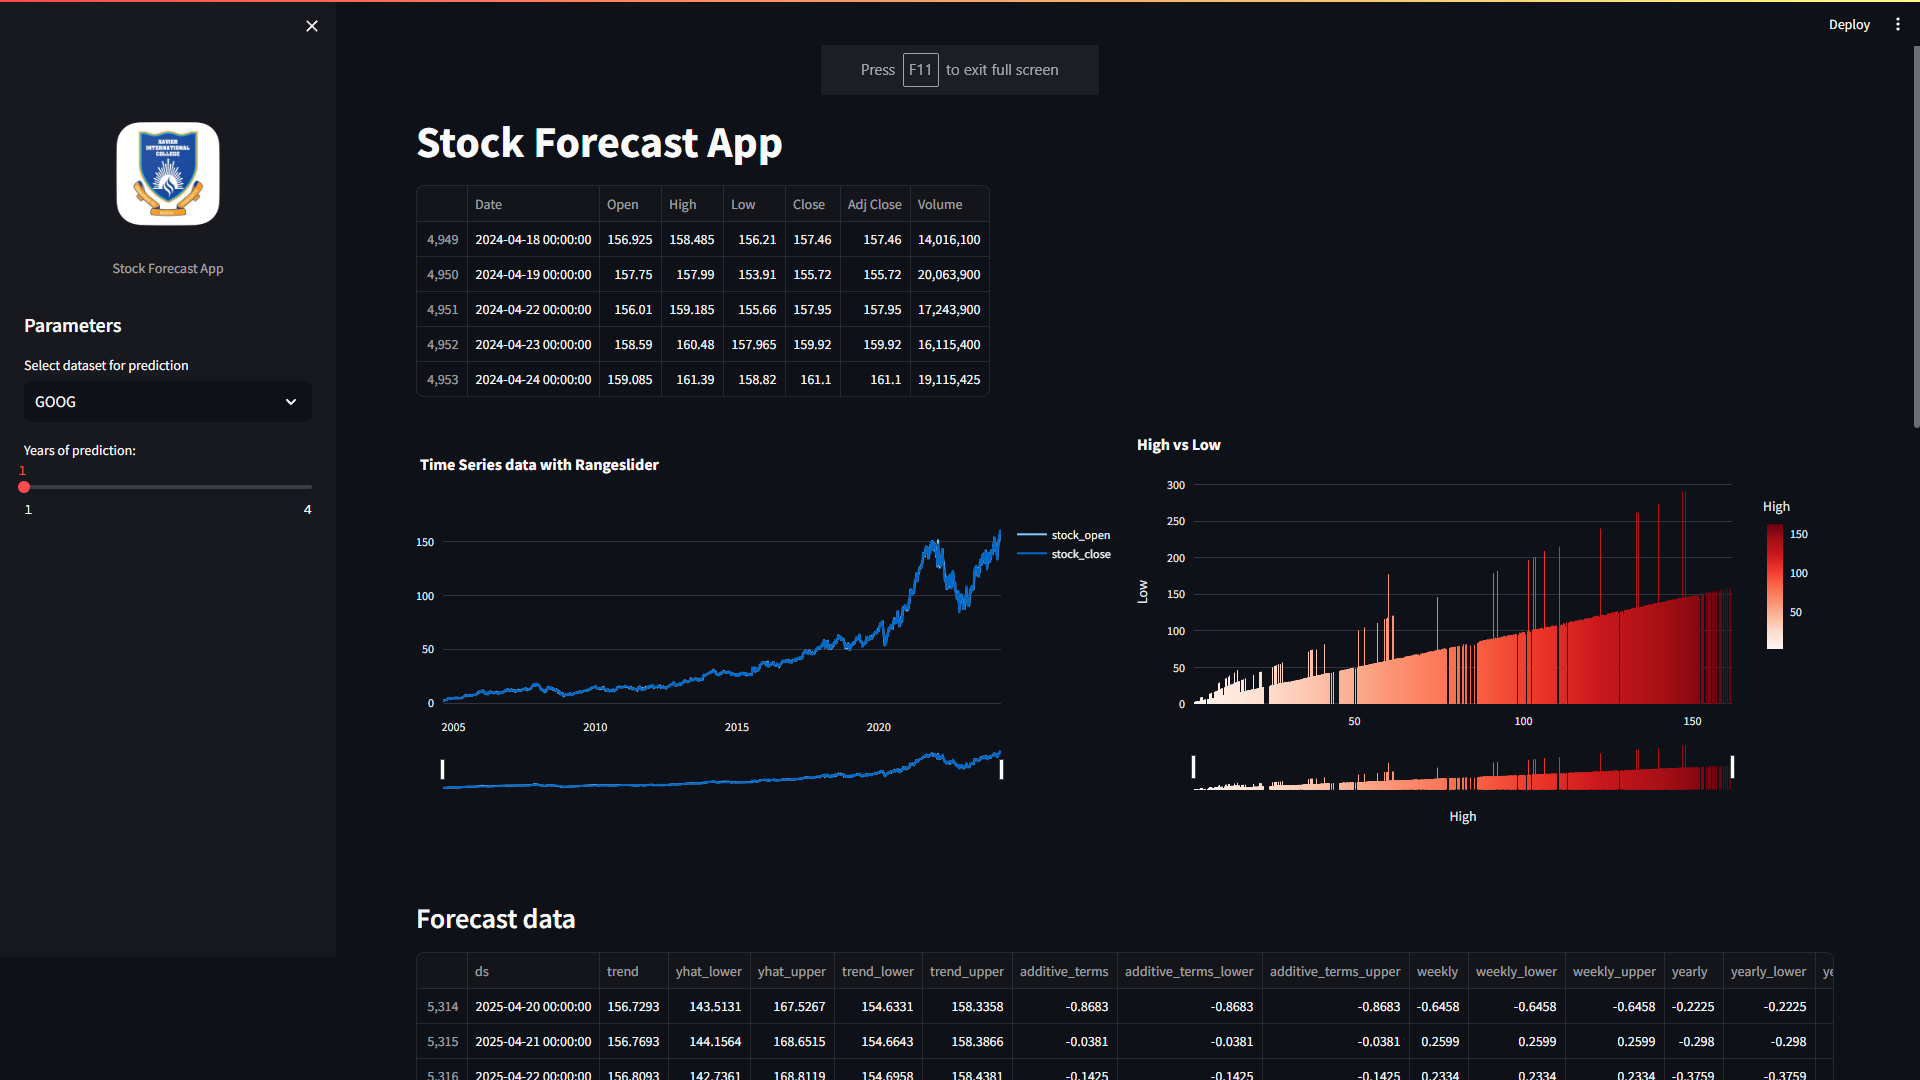 Deploy
Press F11 to exit full screen
XAVIER
INTERNATIONAL
COLLEGE
Stock Forecast App
Parameters
Select dataset for prediction
GOOG
Years of prediction:
1
1 4
Stock Forecast App
Date Open High Low Close Adj Close Volume
4,949 2024-04-18 00:00:00 156.925 158.485 156.21 157.46 157.46 14,016,100
4,950 2024-04-19 00:00:00 157.75 157.99 153.91 155.72 155.72 20,063,900
4,951 2024-04-22 00:00:00 156.01 159.185 155.66 157.95 157.95 17,243,900
4,952 2024-04-23 00:00:00 158.59 160.48 157.965 159.92 159.92 16,115,400
4,953 2024-04-24 00:00:00 159.085 161.39 158.82 161.1 161.1 19,115,425
Time Series data with Rangeslider
150
100
50
0
2005 2010 2015 2020
stock_open
stock_close
High vs Low
300
250
200
150
100
50
0
Low
50 100 150
High
High
150
100
50
Forecast data
ds trend yhat_lower yhat_upper trend_lower trend_upper additive_terms additive_terms_lower additive_terms_upper weekly weekly_lower weekly_upper yearly yearly_lower ye
5,314 2025-04-20 00:00:00 156.7293 143.5131 167.5267 154.6331 158.3358 -0.8683 -0.8683 -0.8683 -0.6458 -0.6458 -0.6458 -0.2225 -0.2225
5,315 2025-04-21 00:00:00 156.7693 144.1564 168.6515 154.6643 158.3866 -0.0381 -0.0381 -0.0381 0.2599 0.2599 0.2599 -0.298 -0.298
5,316 2025-04-22 00:00:00 156.8093 142.7361 168.8119 154.6958 158.4381 -0.1425 -0.1425 -0.1425 0.2334 0.2334 0.2334 -0.3759 -0.3759